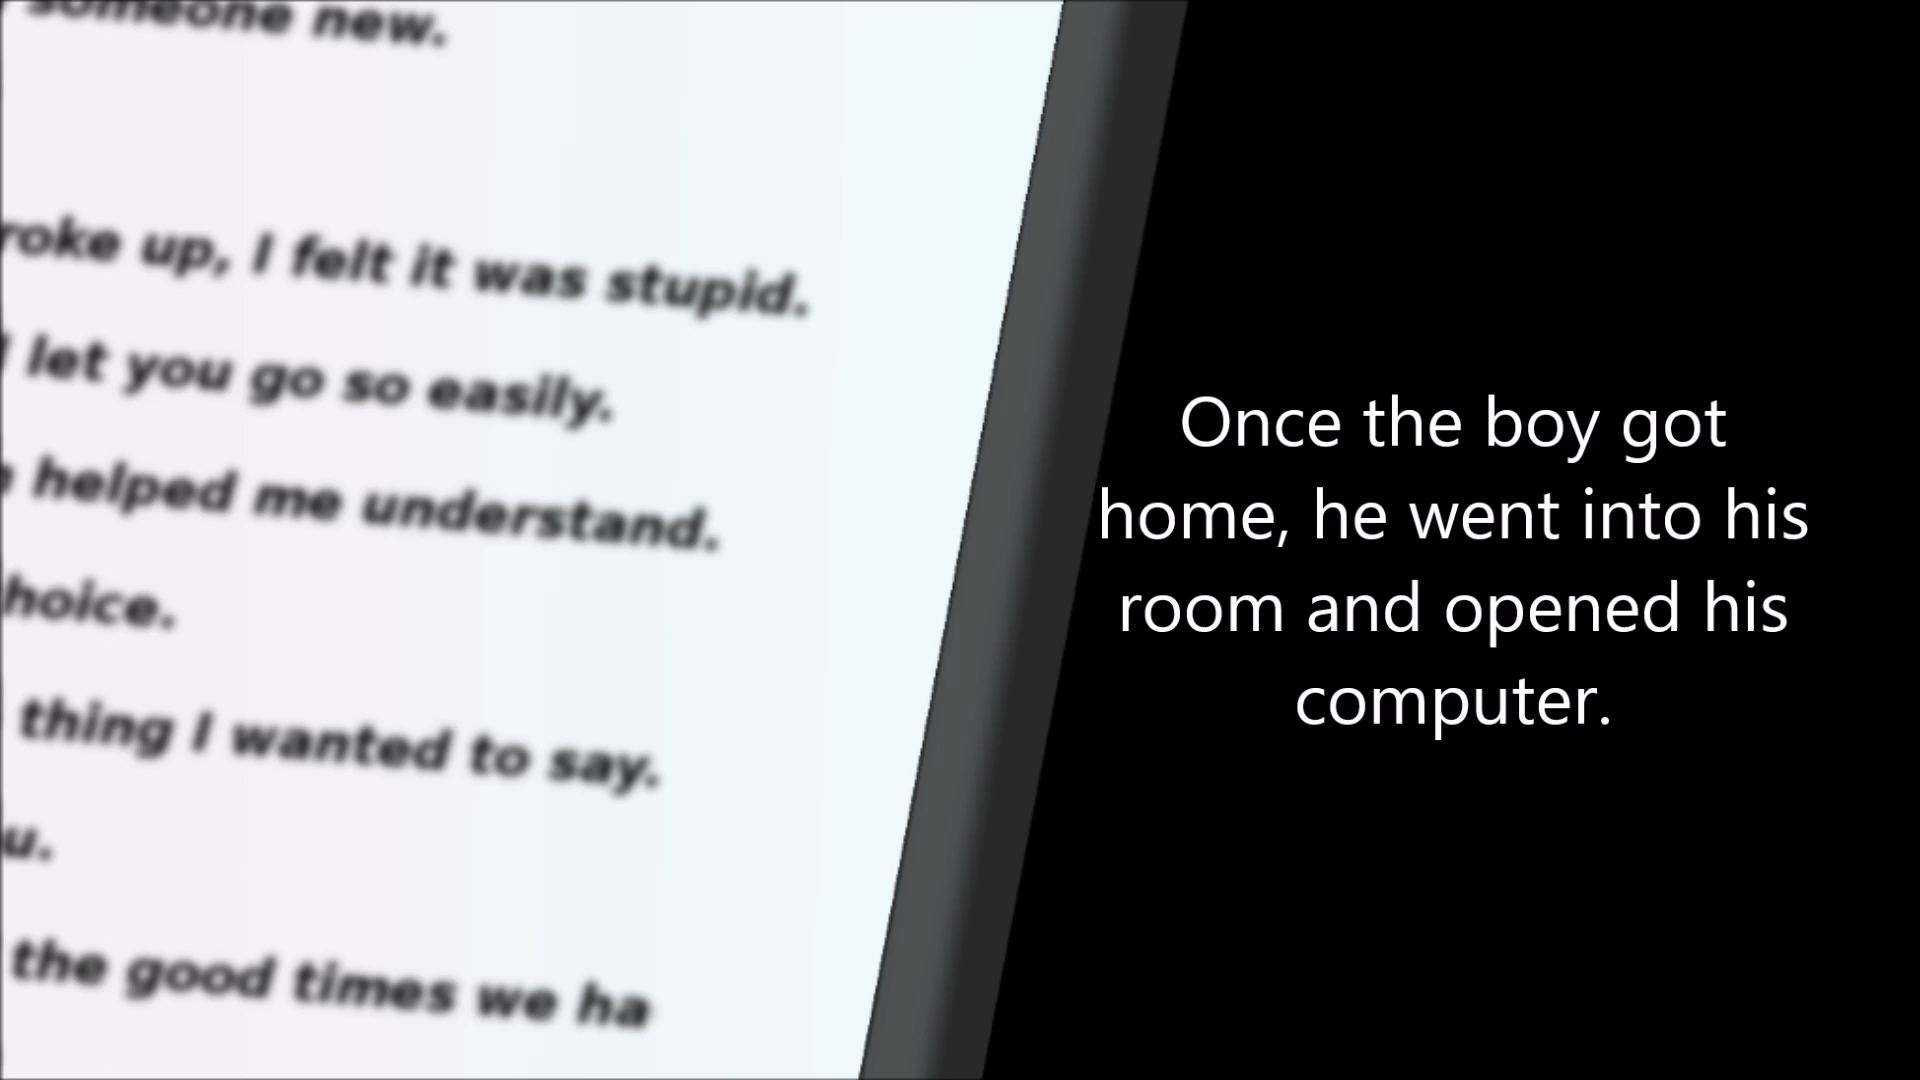 someone new.
roke up, I felt it was stupid.
I let you go so easily.
helped me understand.
hoice.
thing I wanted to say.
u.
the good times we ha
Once the boy got
home, he went into his
room and opened his
computer.